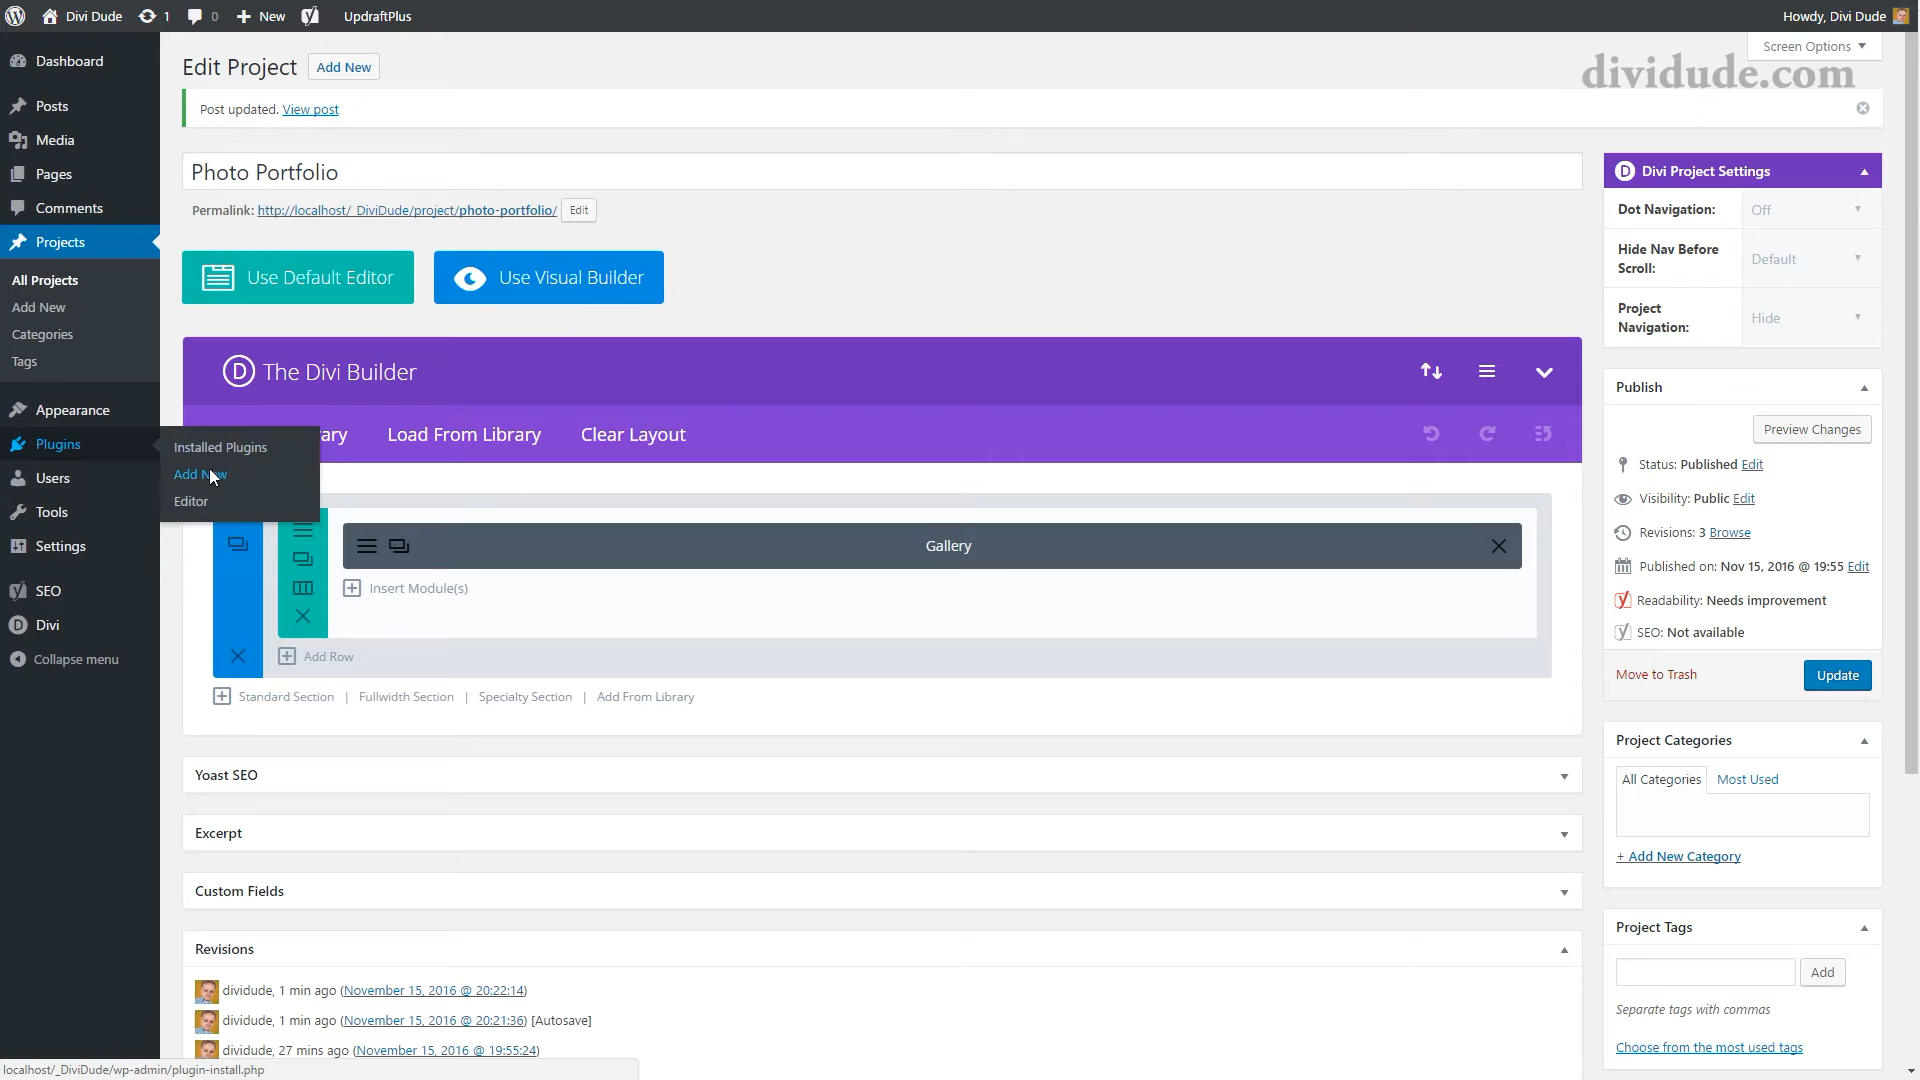 Divi Dude
1
0
New
UpdraftPlus
Howdy, Divi Dude
Dashboard
Posts
Media
Pages
Comments
Projects
All Projects
Add New
Categories
Tags
Appearance
Plugins
Installed Plugins
Add New
Editor
Users
Tools
Settings
SEO
Divi
Collapse menu
Screen Options
dividude.com
Edit Project
Add New
Post updated. View post
Photo Portfolio
Permalink: http://localhost/_DiviDude/project/photo-portfolio/
Edit
Use Default Editor
Use Visual Builder
The Divi Builder
Load From Library
Clear Layout
Gallery
Insert Module(s)
Add Row
Standard Section | Fullwidth Section | Specialty Section | Add From Library
Yoast SEO
Excerpt
Custom Fields
Revisions
dividude, 1 min ago (November 15, 2016 @ 20:22:14)
dividude, 1 min ago (November 15, 2016 @ 20:21:36) [Autosave]
dividude, 27 mins ago (November 15, 2016 @ 19:55:24)
Divi Project Settings
Dot Navigation: Off
Hide Nav Before
Scroll:
Default
Project
Navigation:
Hide
Publish
Preview Changes
Status: Published Edit
Visibility: Public Edit
Revisions: 3 Browse
Published on: Nov 15, 2016 @ 19:55 Edit
Readability: Needs improvement
SEO: Not available
Move to Trash
Update
Project Categories
All Categories
Most Used
+ Add New Category
Project Tags
Add
Separate tags with commas
Choose from the most used tags
localhost/_DiviDude/wp-admin/plugin-install.php